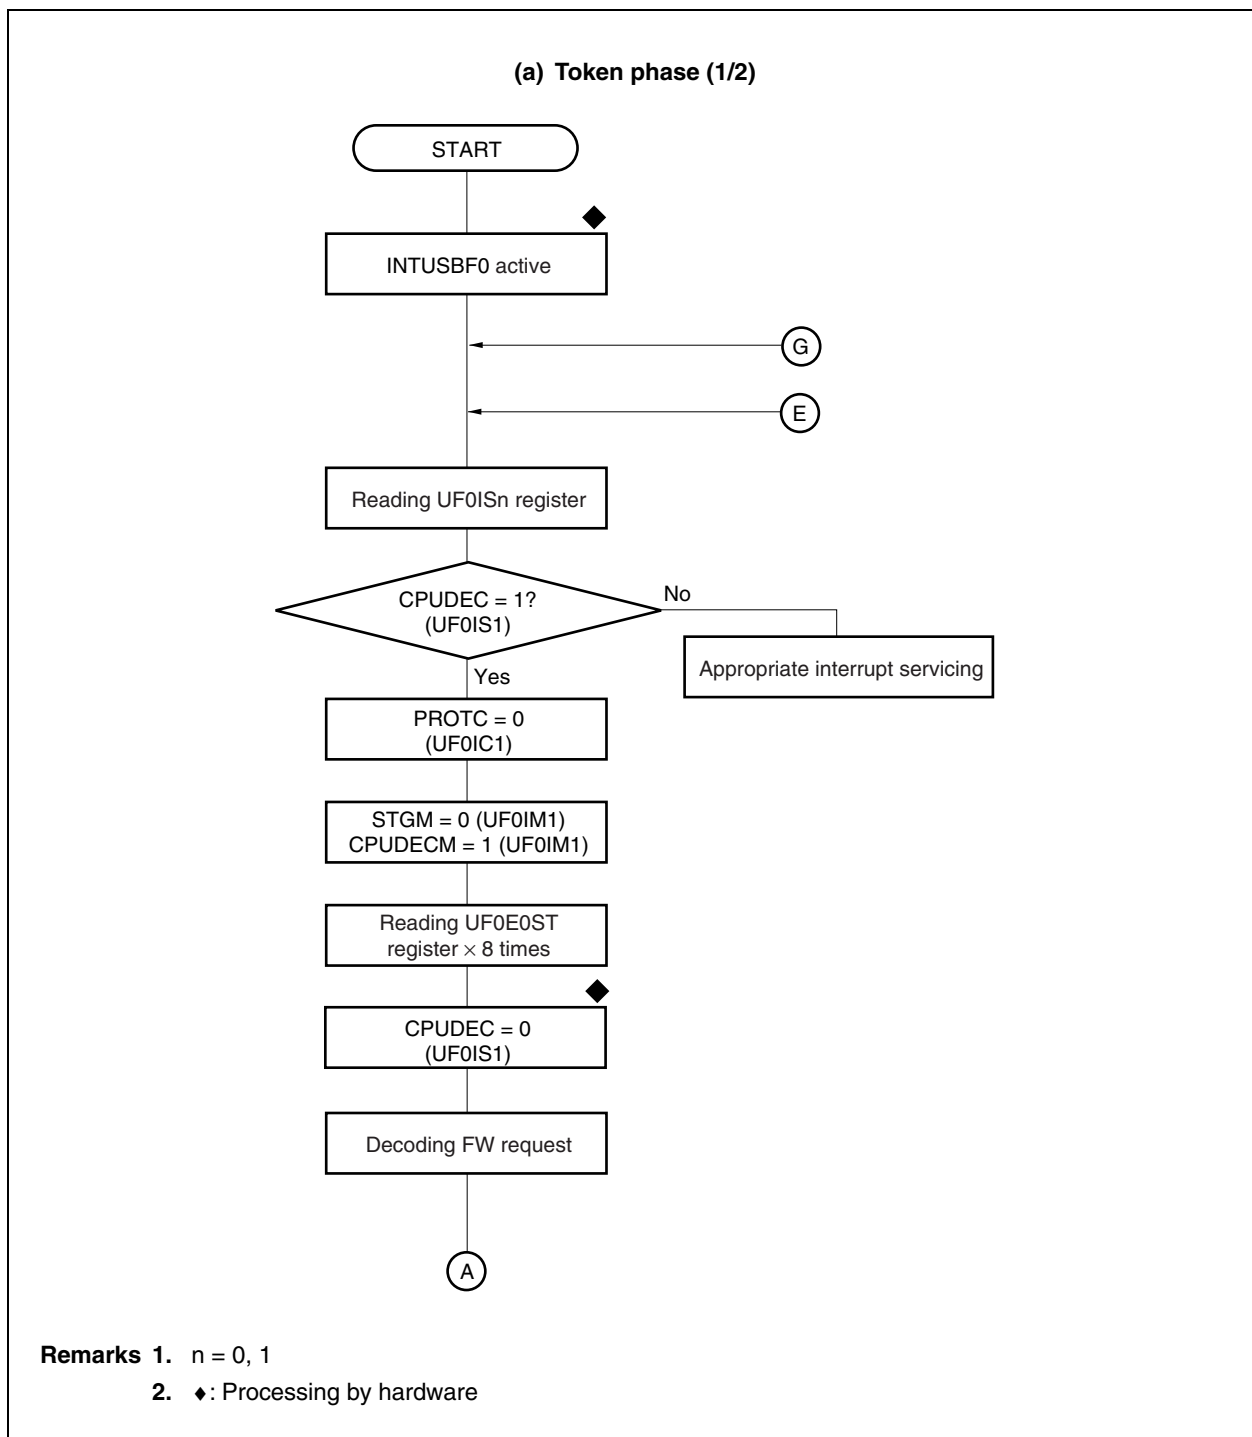 (a) Token phase (1/2)
START
INTUSBF0 active
G
E
Reading UF0ISn register
CPUDEC = 1?
(UF0IS1)
No
Appropriate interrupt servicing
Yes
PROTC = 0
(UF0IC1)
STGM = 0 (UF0IM1)
CPUDECM = 1 (UF0IM1)
Reading UF0E0ST
register × 8 times
CPUDEC = 0
(UF0IS1)
Decoding FW request
A
Remarks 1. n = 0, 1
2. ♦: Processing by hardware